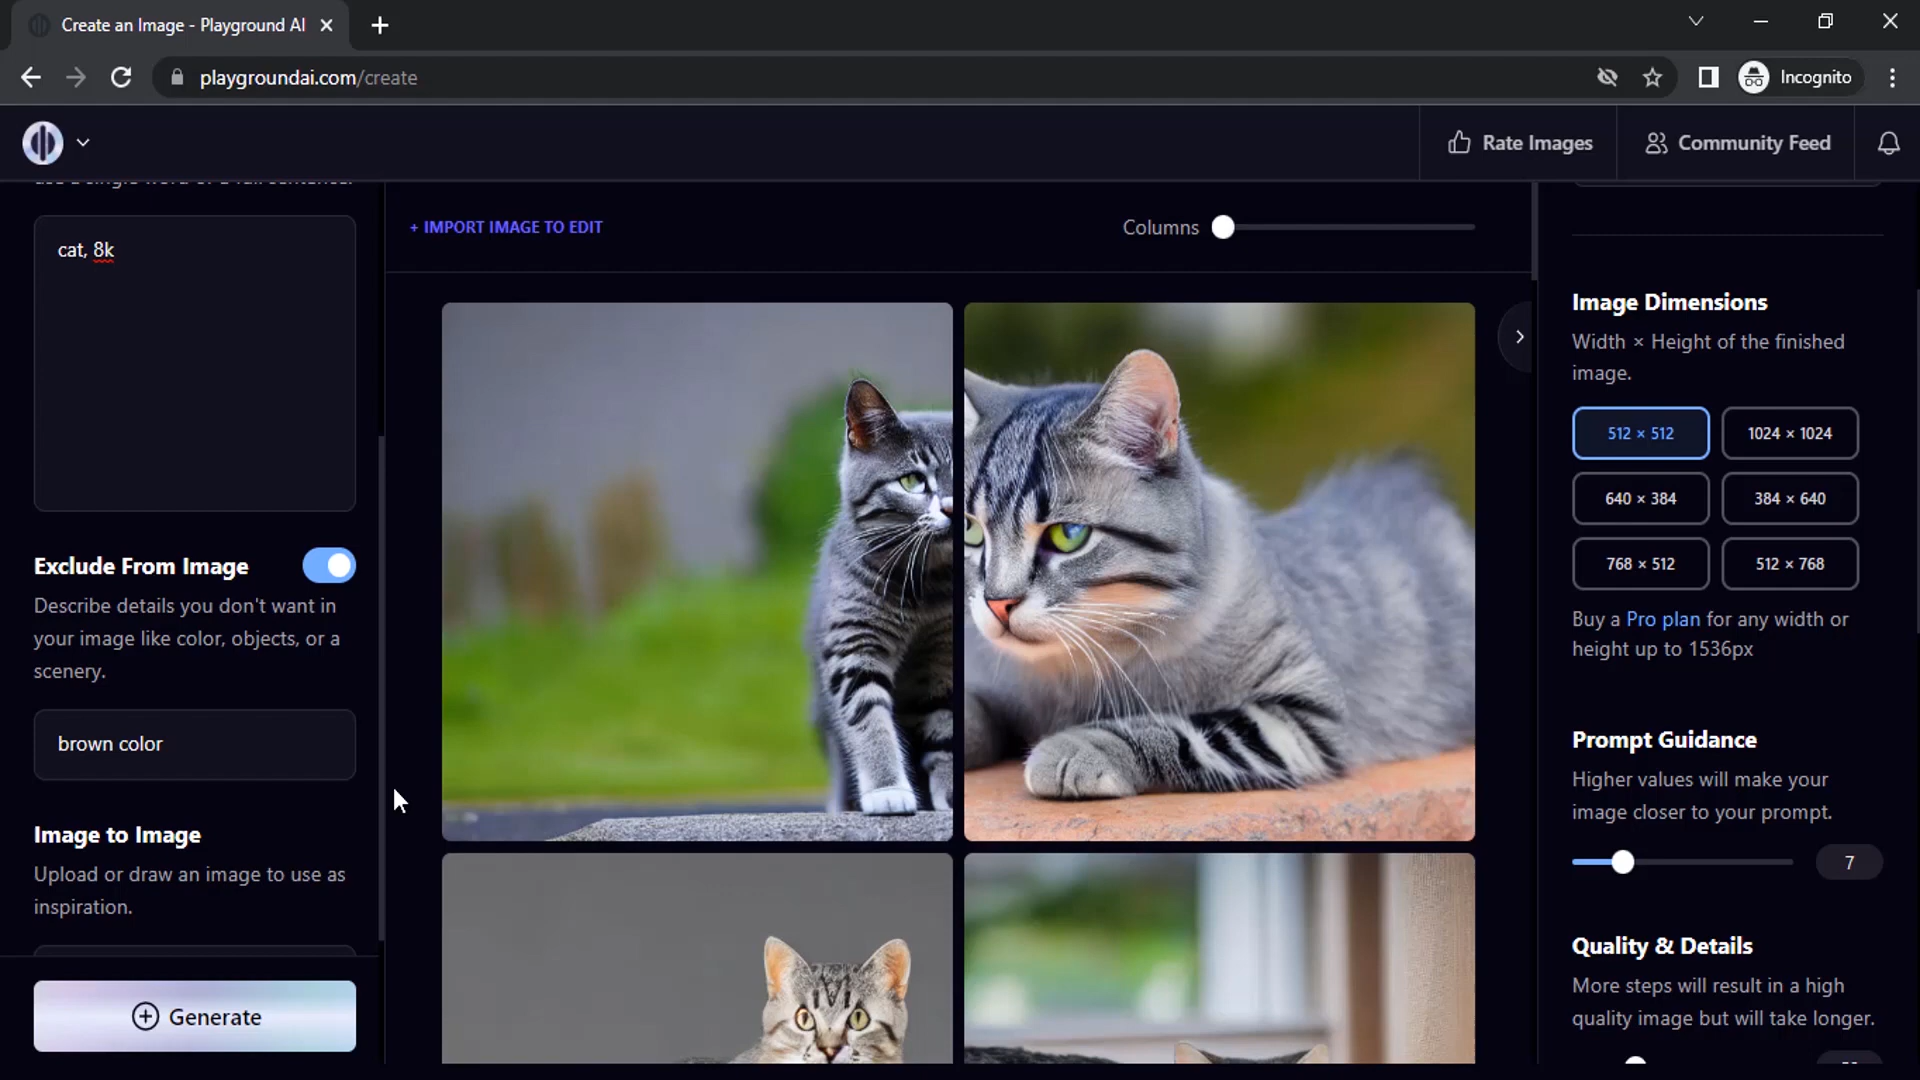 Create an Image - Playground AI
playgroundai.com/create
Incognito
Rate Images
Community Feed
cat, 8k
Exclude From Image
Describe details you don't want in
your image like color, objects, or a
scenery.
brown color
Image to Image
Upload or draw an image to use as
inspiration.
Generate
+ IMPORT IMAGE TO EDIT
Columns
Image Dimensions
Width × Height of the finished
image.
512 × 512
1024 × 1024
640 × 384
384 × 640
768 × 512
512 × 768
Buy a Pro plan for any width or
height up to 1536px
Prompt Guidance
Higher values will make your
image closer to your prompt.
7
Quality & Details
More steps will result in a high
quality image but will take longer.